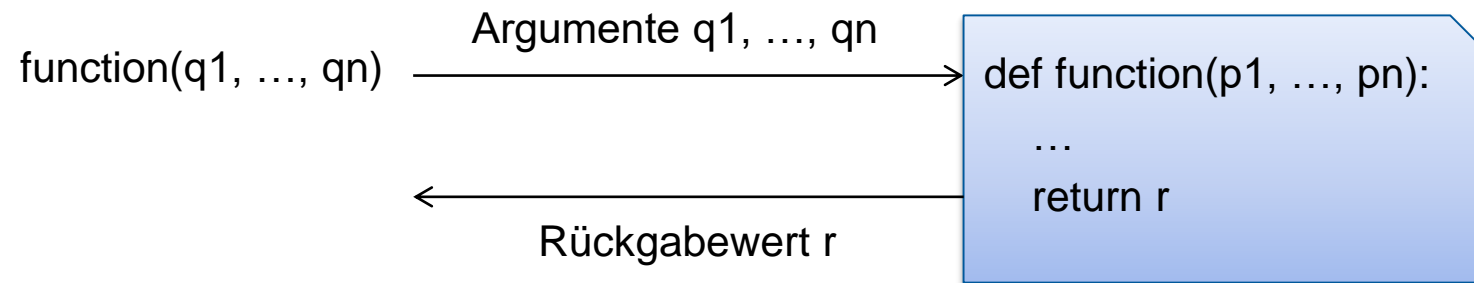 Argumente q1, …, qn
function(q1, …, qn)
def function(p1, …, pn):
…
return r
Rückgabewert r